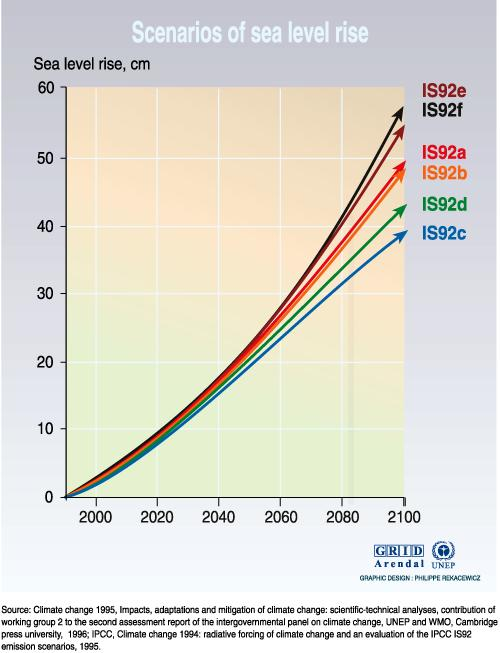 Scenarios of sea level rise
Sea level rise, cm
60
50
40
30
20
10
0
2000 2020 2040 2060 2080 2100
IS92e
IS92f
IS92a
IS92b
IS92d
IS92c
GRID
Arendal UNEP
GRAPHIC DESIGN : PHILIPPE REKACEWICZ
Source: Climate change 1995, Impacts, adaptations and mitigation of climate change: scientific-technical analyses, contribution of
working group 2 to the second assessment report of the intergovernmental panel on climate change, UNEP and WMO, Cambridge
press university, 1996; IPCC, Climate change 1994: radiative forcing of climate change and an evaluation of the IPCC IS92
emission scenarios, 1995.